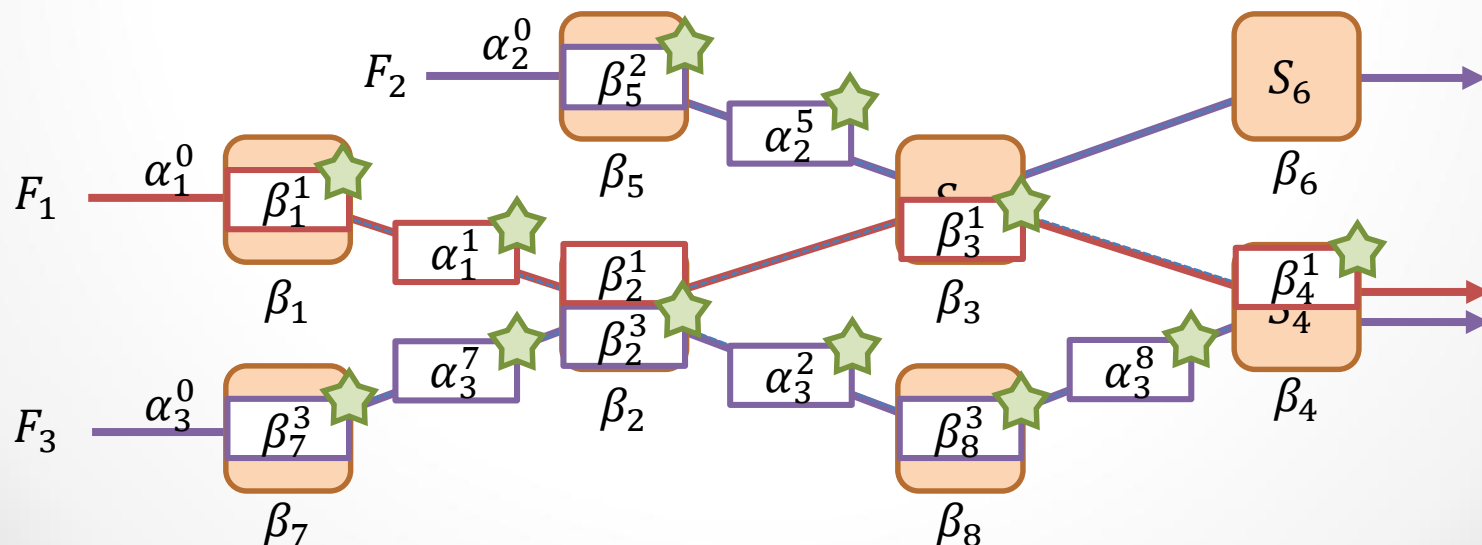 F₂
α₂⁰
β₅²
β₅
α₂⁵
S₆
β₆
F₁
α₁⁰
β₁¹
β₁
α₁¹
β₂¹
β₂³
β₂
β₃¹
β₃
β₄¹
S₄
β₄
F₃
α₃⁰
β₇³
β₇
α₃⁷
α₃²
β₈³
β₈
α₃⁸